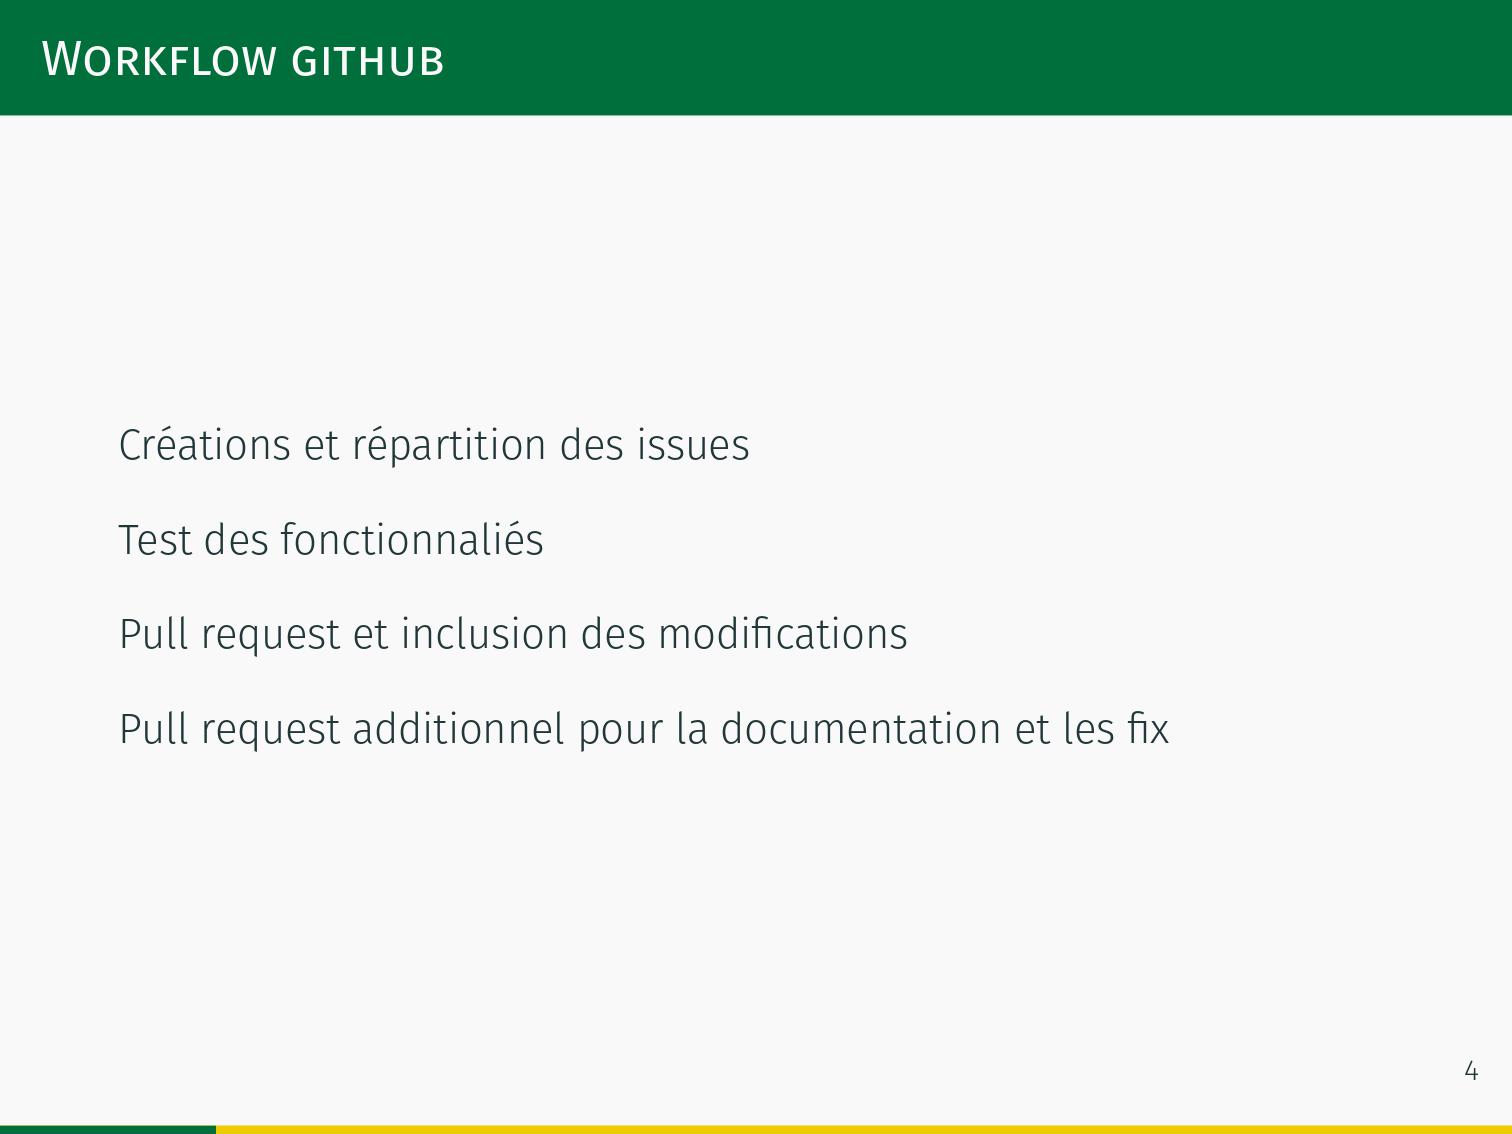 Workflow github
Créations et répartition des issues
Test des fonctionnaliés
Pull request et inclusion des modifications
Pull request additionnel pour la documentation et les fix
4